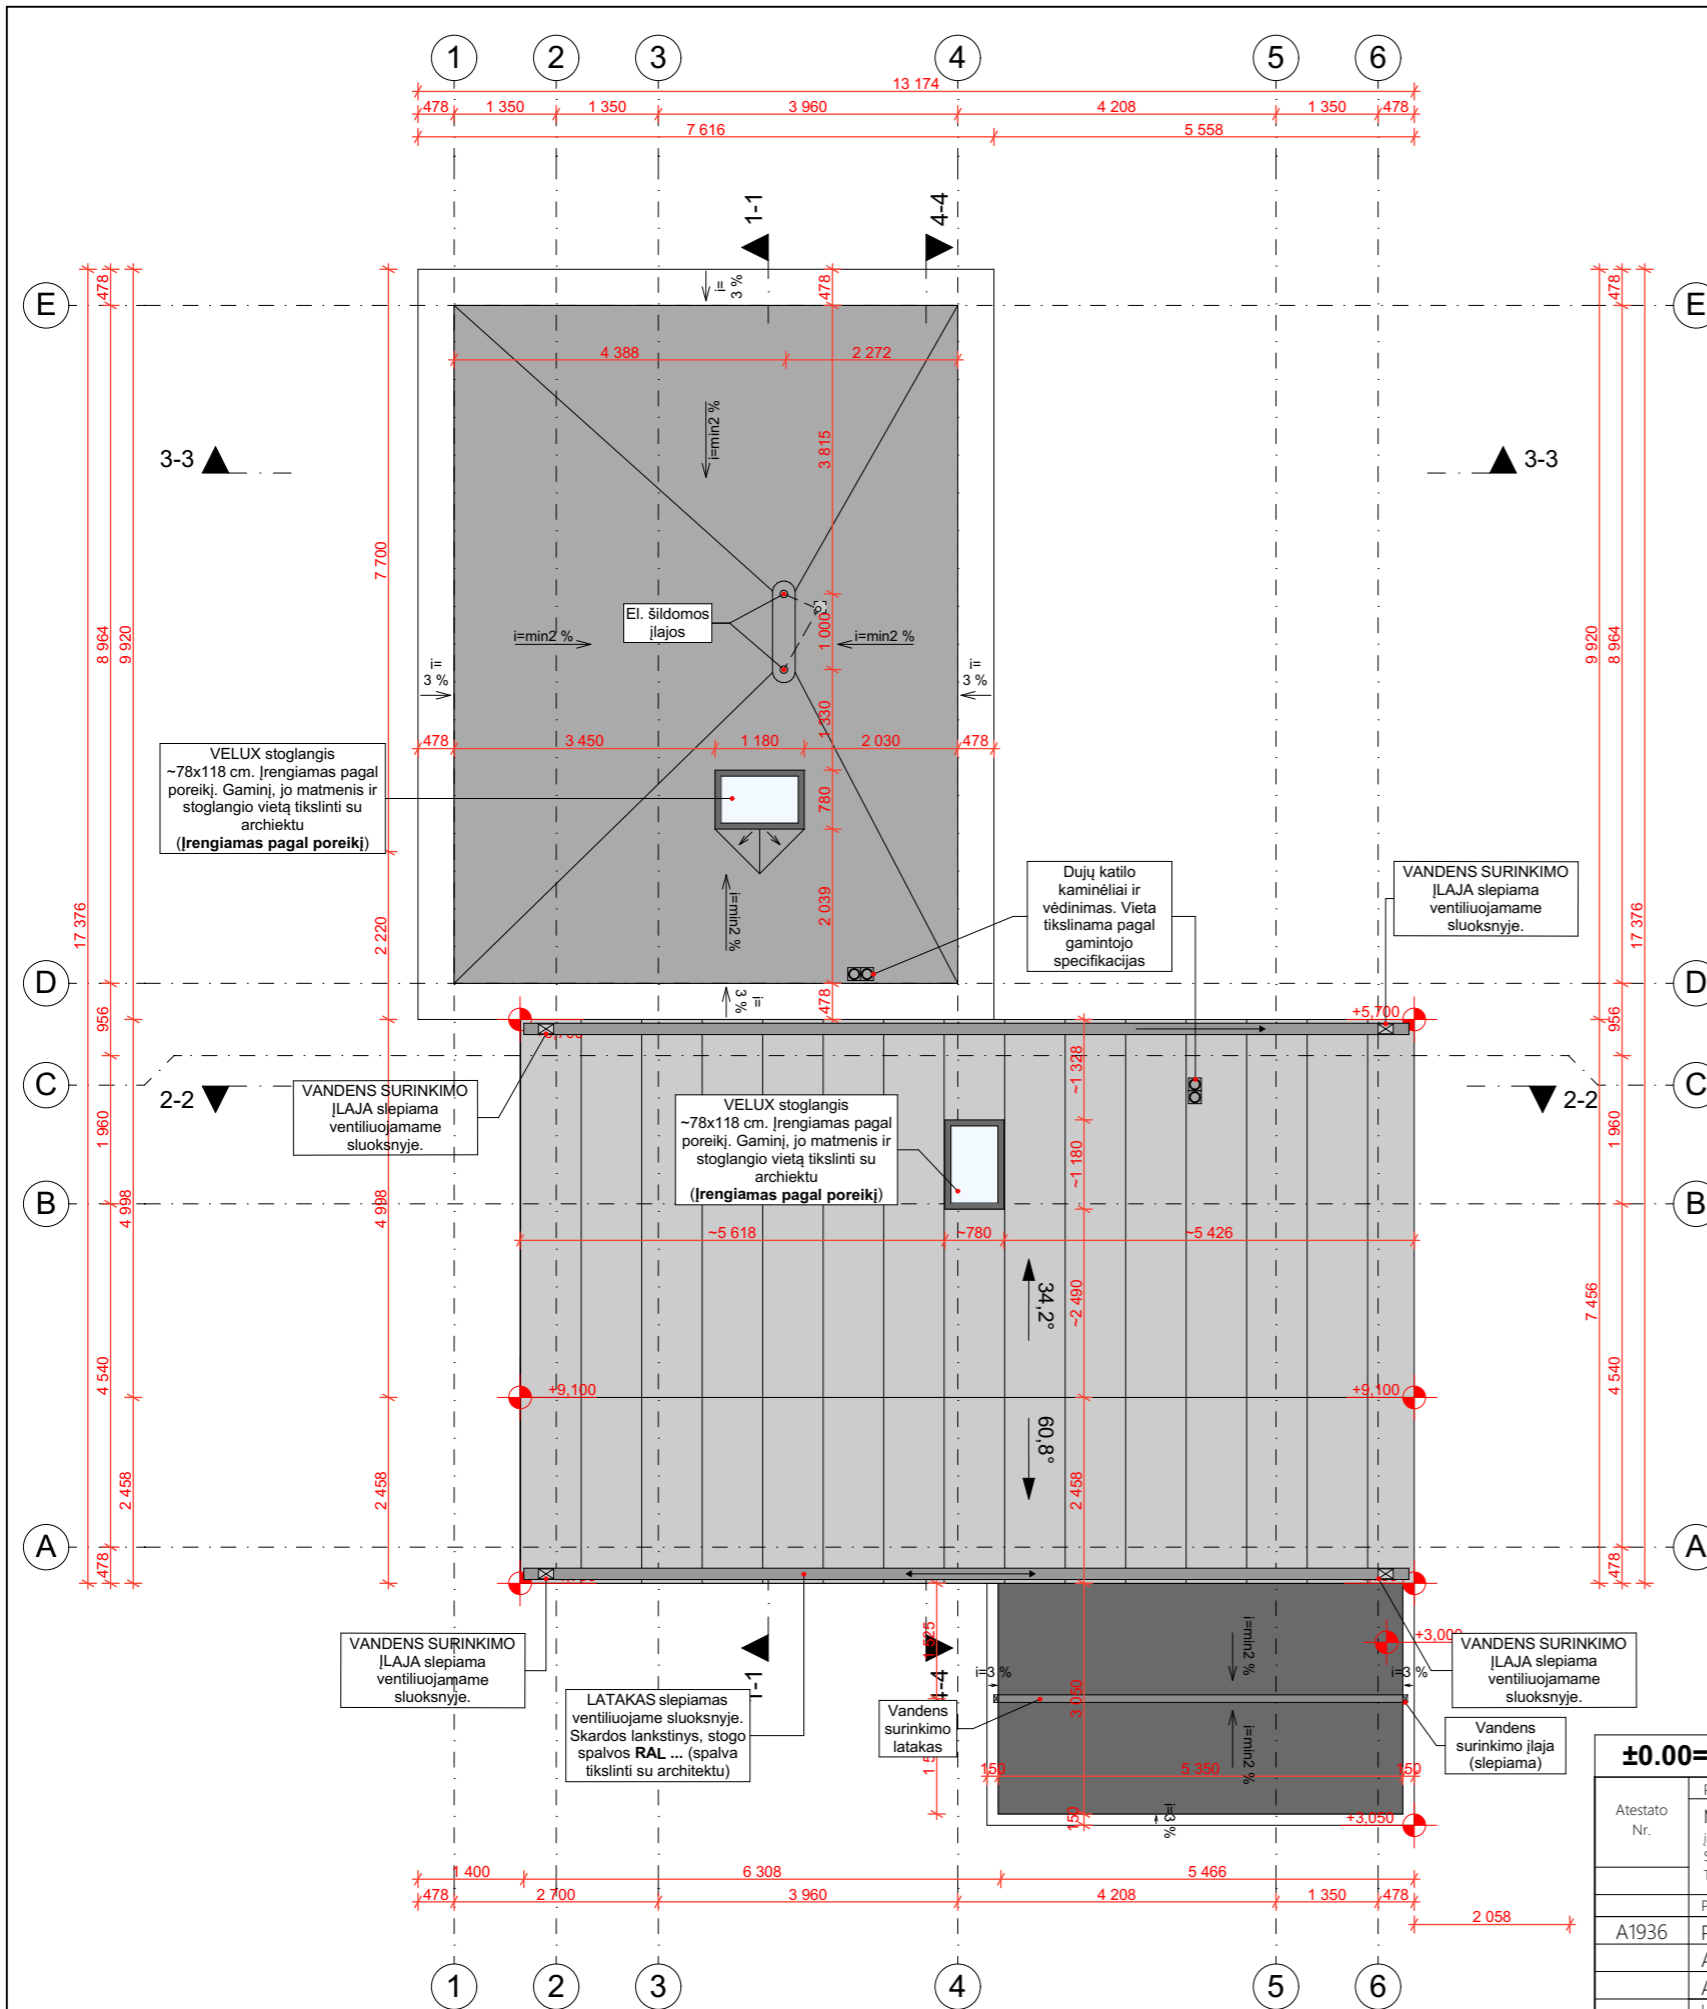 1 2 3 4 5 6
13 174
478 1 350 1 350 3 960 4 208 1 350 478
7 616 5 558
1-1 4-4
E E
478 478 478
i= 3 %
4 388 2 272
i=min2 %
3 815
3-3 3-3
7 700
8 964 9 920 9 920 8 964
El. šildomos
įlajos
1 000
i=min2 % i=min2 %
i= 3 % i= 3 %
1 330
478 3 450 1 180 2 030 478
VELUX stoglangis
~78x118 cm. Įrengiamas pagal
poreikį. Gaminį, jo matmenis ir
stoglangio vietą tikslinti su
archiektu
(Įrengiamas pagal poreikį)
780
2 039
i=min2 %
Dujų katilo
kaminėliai ir
vėdinimas. Vieta
tikslinama pagal
gamintojo
specifikacijas
VANDENS SURINKIMO
ĮLAJA slepiama
ventiliuojamame
sluoksnyje.
17 376 2 220 17 376
D D
956 478 956
i= 3 %
+5,700
~1 328
C C
2-2 2-2
VANDENS SURINKIMO
ĮLAJA slepiama
ventiliuojamame
sluoksnyje.
VELUX stoglangis
~78x118 cm. Įrengiamas pagal
poreikį. Gaminį, jo matmenis ir
stoglangio vietą tikslinti su
archiektu
(Įrengiamas pagal poreikį)
~1 180
1 960 1 960
4 998 4 998
B B
~5 618 ~780 ~5 426
34,2°
~2 490
7 456
4 540 4 540
+9,100 +9,100
60,8°
2 458 2 458 2 458
A A
478 478
+3,000
VANDENS SURINKIMO
ĮLAJA slepiama
ventiliuojamame
sluoksnyje.
1-1
LATAKAS slepiamas
ventiliuojame sluoksnyje.
Skardos lankstinys, stogo
spalvos RAL ... (spalva
tikslinti su architektu)
Vandens
surinkimo
latakas
i=3 % i=3 %
3 050
i=min2 %
i=min2 %
VANDENS SURINKIMO
ĮLAJA slepiama
ventiliuojamame
sluoksnyje.
Vandens
surinkimo įlaja
(slepiama)
150 5 350 150
150
i=3 %
+3,050
±0.00=
Atestato
Nr.
A1936
1 400 6 308 5 466
478 2 700 3 960 4 208 1 350 478
2 058
1 2 3 4 5 6